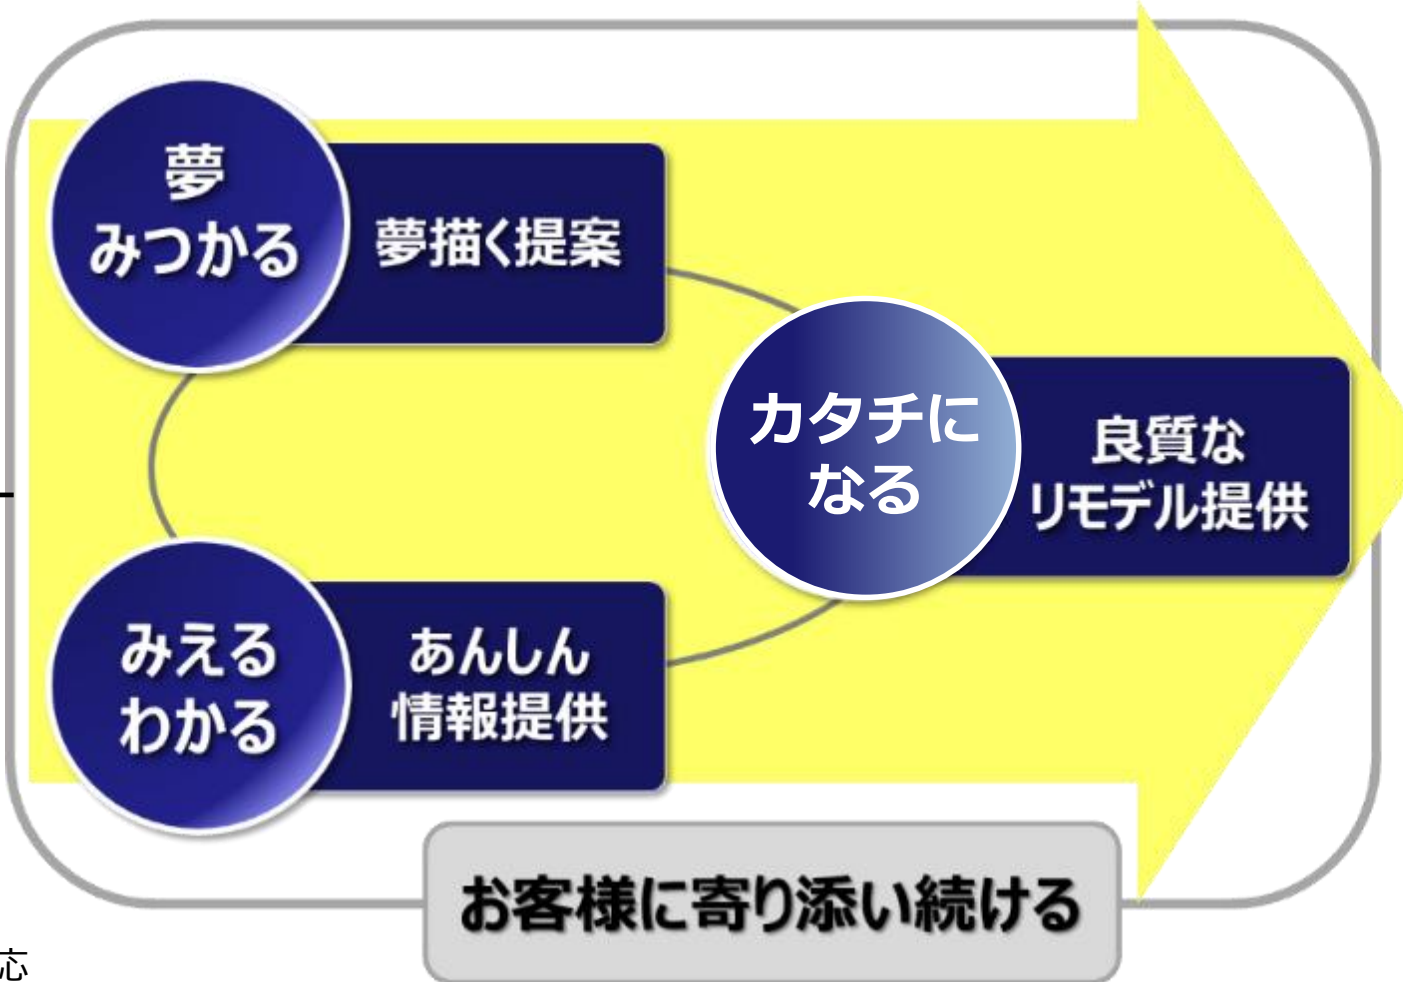 夢
みつかる
夢描く提案
カタチに
なる
良質な
リモデル提供
みえる
わかる
あんしん
情報提供
お客様に寄り添い続ける
応